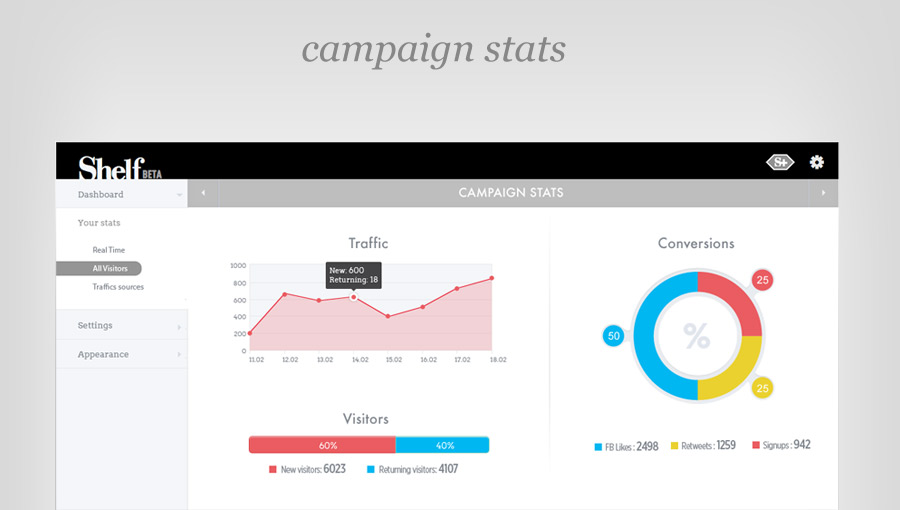 campaign stats
Shelf BETA
S+
Dashboard
CAMPAIGN STATS
Your stats
Real Time
All Visitors
Traffics sources
Settings
Appearance
Traffic
1000
800
600
400
200
0
New: 600
Returning: 18
11.02 12.02 13.02 14.02 15.02 16.02 17.02 18.02
Visitors
60% 40%
New visitors: 6023 Returning visitors: 4107
Conversions
25
50
%
25
FB Likes : 2498 Retweets : 1259 Signups : 942